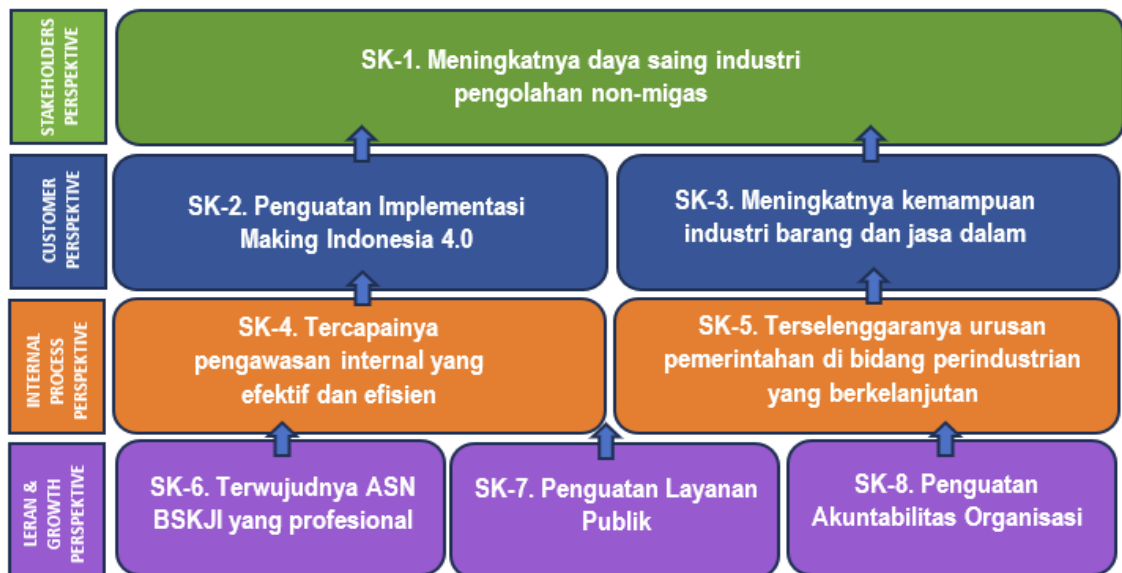 STAKEHOLDERS
PERSPEKTIVE
SK-1. Meningkatnya daya saing industri
pengolahan non-migas
CUSTOMER
PERSPEKTIVE
SK-2. Penguatan Implementasi
Making Indonesia 4.0
SK-3. Meningkatnya kemampuan
industri barang dan jasa dalam
INTERNAL
PROCESS
PERSPEKTIVE
SK-4. Tercapainya
pengawasan internal yang
efektif dan efisien
SK-5. Terselenggaranya urusan
pemerintahan di bidang perindustrian
yang berkelanjutan
LERAN &
GROWTH
PERSPEKTIVE
SK-6. Terwujudnya ASN
BSKJI yang profesional
SK-7. Penguatan Layanan
Publik
SK-8. Penguatan
Akuntabilitas Organisasi